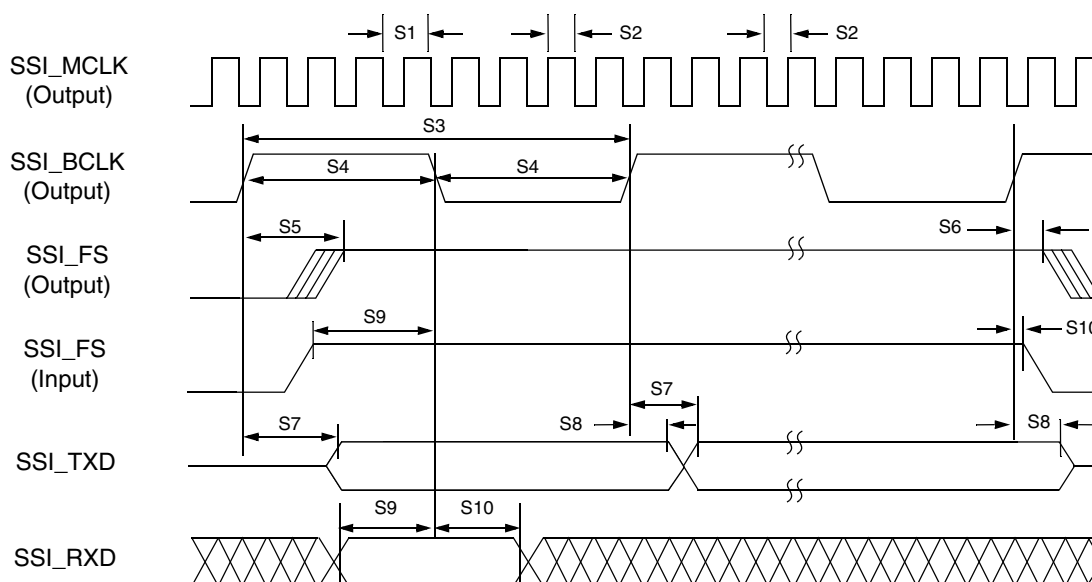 S1
S2
S2
SSI_MCLK
(Output)
S3
SSI_BCLK
(Output)
S4
S4
S5
S6
SSI_FS
(Output)
S9
S10
SSI_FS
(Input)
S7
S7
S8
S8
SSI_TXD
S9
S10
SSI_RXD